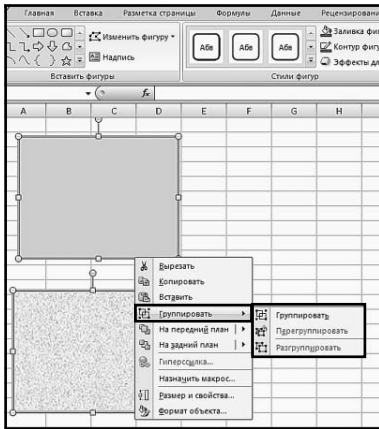 Главная Вставка Разметка страницы Формулы Данные Рецензировани
Изменить фигуру Абв Абв Абв Заливка фи
Надпись Контур фигу
Эффекты дл
Вставить фигуры Стили фигур
fx
A B C D E F G H
Вырезать
Копировать
Вставить
Группировать Группировать
На передний план Перегруппировать
На задний план Разгруппировать
Гиперссылка...
Назначить макрос...
Размер и свойства...
Формат объекта...